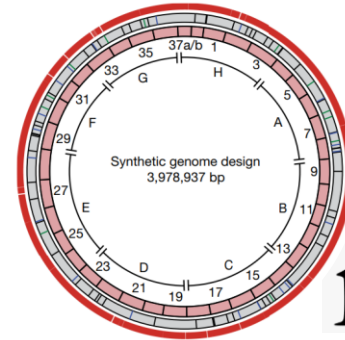 37a/b 1
35 3
G H
33 5
31 A 7
F
29
Synthetic genome design 9
3,978,937 bp
27 11
E B
25 13
23 D C 15
21 19 17